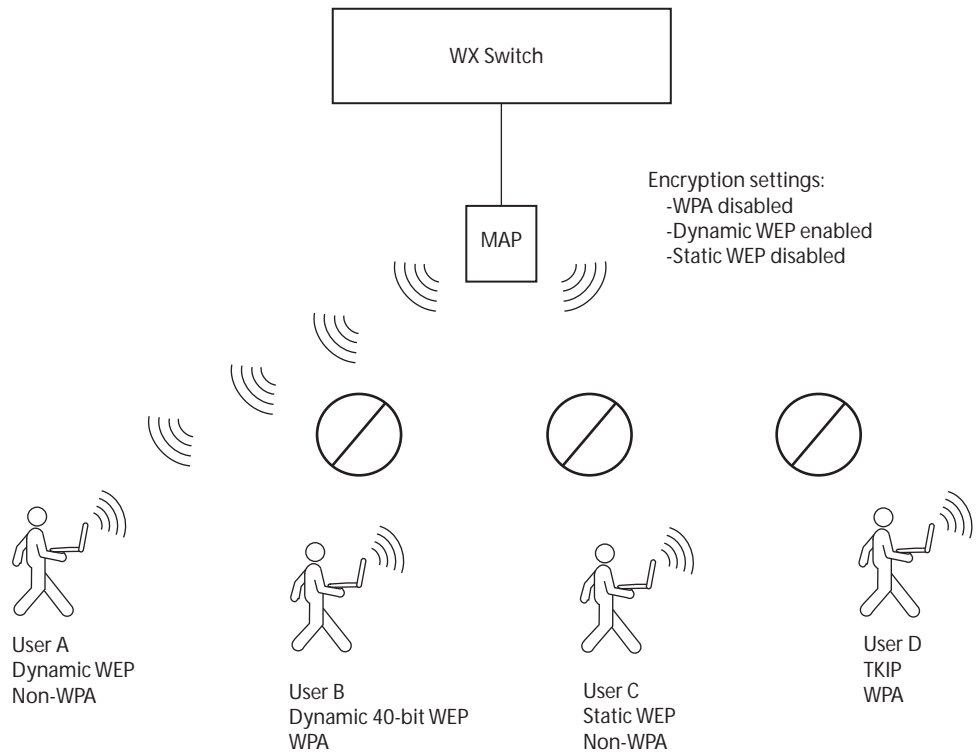 WX Switch
Encryption settings:
-WPA disabled
-Dynamic WEP enabled
-Static WEP disabled
MAP
User A
Dynamic WEP
Non-WPA
User B
Dynamic 40-bit WEP
WPA
User C
Static WEP
Non-WPA
User D
TKIP
WPA